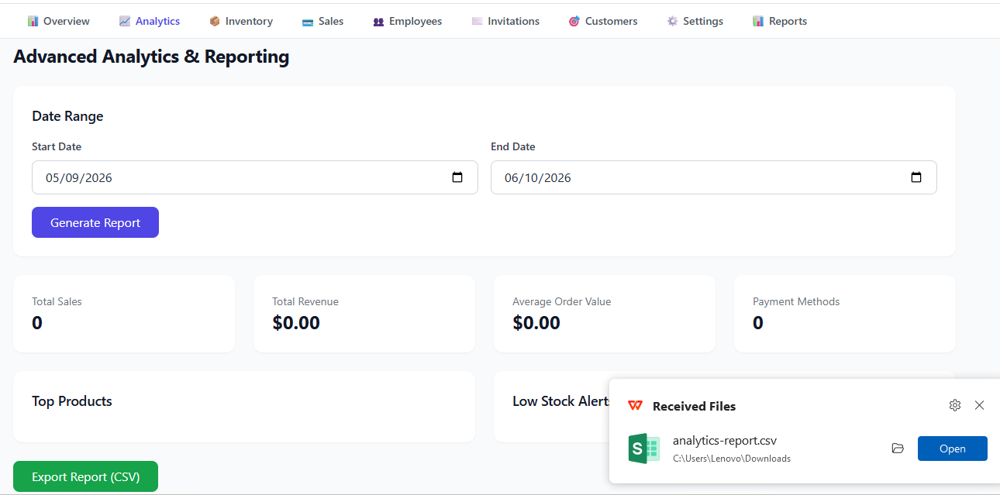 Overview Analytics Inventory Sales Employees Invitations Customers Settings Reports
Advanced Analytics & Reporting
Date Range
Start Date End Date
05/09/2026 06/10/2026
Generate Report
Total Sales Total Revenue Average Order Value Payment Methods
0 $0.00 $0.00 0
Top Products Low Stock Alerts
Received Files
analytics-report.csv
C:\Users\Lenovo\Downloads
Open
Export Report (CSV)